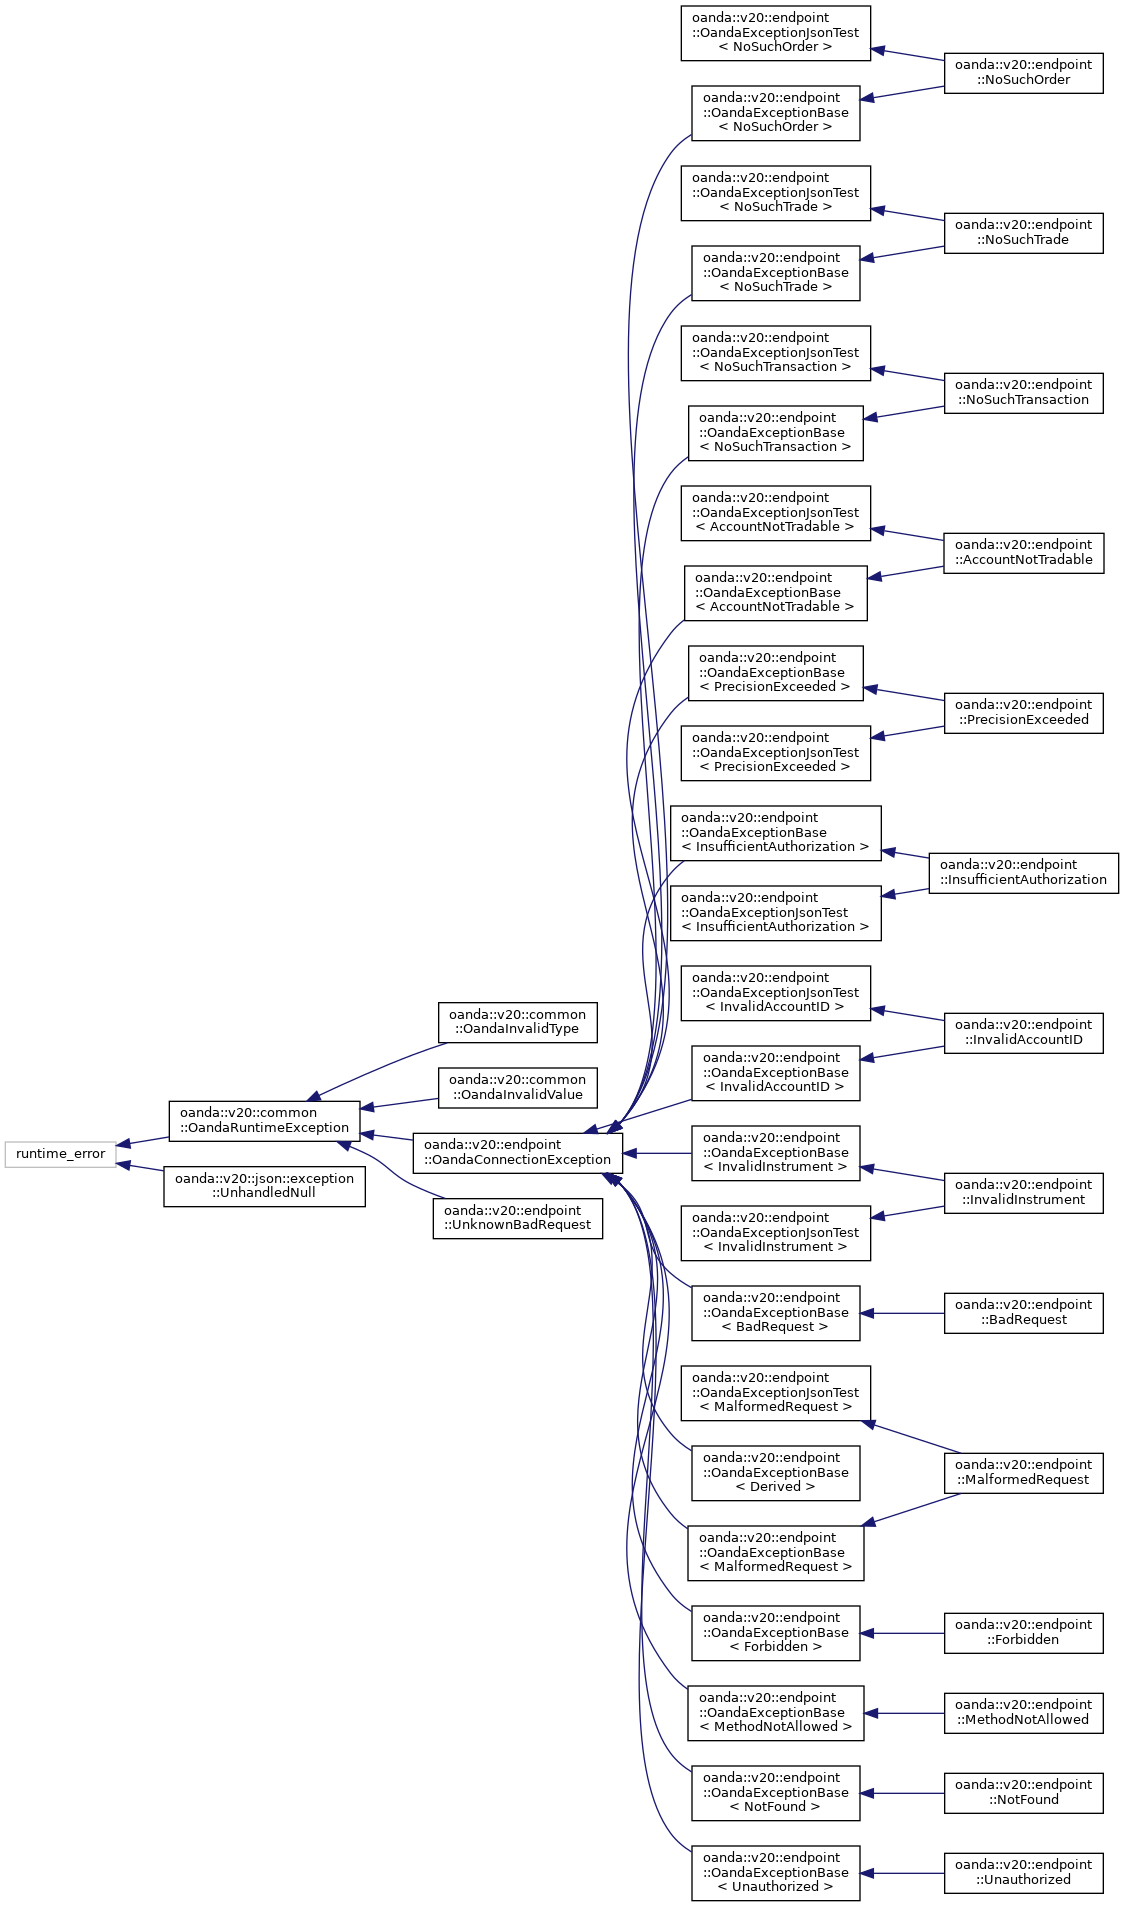 oanda::v20::endpoint
::OandaExceptionJsonTest
< NoSuchOrder >
oanda::v20::endpoint
::NoSuchOrder
oanda::v20::endpoint
::OandaExceptionBase
< NoSuchOrder >
oanda::v20::endpoint
::OandaExceptionJsonTest
< NoSuchTrade >
oanda::v20::endpoint
::NoSuchTrade
oanda::v20::endpoint
::OandaExceptionBase
< NoSuchTrade >
oanda::v20::endpoint
::OandaExceptionJsonTest
< NoSuchTransaction >
oanda::v20::endpoint
::NoSuchTransaction
oanda::v20::endpoint
::OandaExceptionBase
< NoSuchTransaction >
oanda::v20::endpoint
::OandaExceptionJsonTest
< AccountNotTradable >
oanda::v20::endpoint
::AccountNotTradable
oanda::v20::endpoint
::OandaExceptionBase
< AccountNotTradable >
oanda::v20::endpoint
::OandaExceptionBase
< PrecisionExceeded >
oanda::v20::endpoint
::PrecisionExceeded
oanda::v20::endpoint
::OandaExceptionJsonTest
< PrecisionExceeded >
oanda::v20::endpoint
::OandaExceptionBase
< InsufficientAuthorization >
oanda::v20::endpoint
::InsufficientAuthorization
oanda::v20::endpoint
::OandaExceptionJsonTest
< InsufficientAuthorization >
oanda::v20::endpoint
::OandaExceptionJsonTest
< InvalidAccountID >
oanda::v20::common
::OandaInvalidType
oanda::v20::endpoint
::InvalidAccountID
oanda::v20::endpoint
::OandaExceptionBase
< InvalidAccountID >
oanda::v20::common
::OandaInvalidValue
oanda::v20::common
::OandaRuntimeException
runtime_error
oanda::v20::endpoint
::OandaConnectionException
oanda::v20::endpoint
::OandaExceptionBase
< InvalidInstrument >
oanda::v20::json::exception
::UnhandledNull
oanda::v20::endpoint
::InvalidInstrument
oanda::v20::endpoint
::UnknownBadRequest
oanda::v20::endpoint
::OandaExceptionJsonTest
< InvalidInstrument >
oanda::v20::endpoint
::OandaExceptionBase
< BadRequest >
oanda::v20::endpoint
::BadRequest
oanda::v20::endpoint
::OandaExceptionJsonTest
< MalformedRequest >
oanda::v20::endpoint
::OandaExceptionBase
< Derived >
oanda::v20::endpoint
::MalformedRequest
oanda::v20::endpoint
::OandaExceptionBase
< MalformedRequest >
oanda::v20::endpoint
::OandaExceptionBase
< Forbidden >
oanda::v20::endpoint
::Forbidden
oanda::v20::endpoint
::OandaExceptionBase
< MethodNotAllowed >
oanda::v20::endpoint
::MethodNotAllowed
oanda::v20::endpoint
::OandaExceptionBase
< NotFound >
oanda::v20::endpoint
::NotFound
oanda::v20::endpoint
::OandaExceptionBase
< Unauthorized >
oanda::v20::endpoint
::Unauthorized